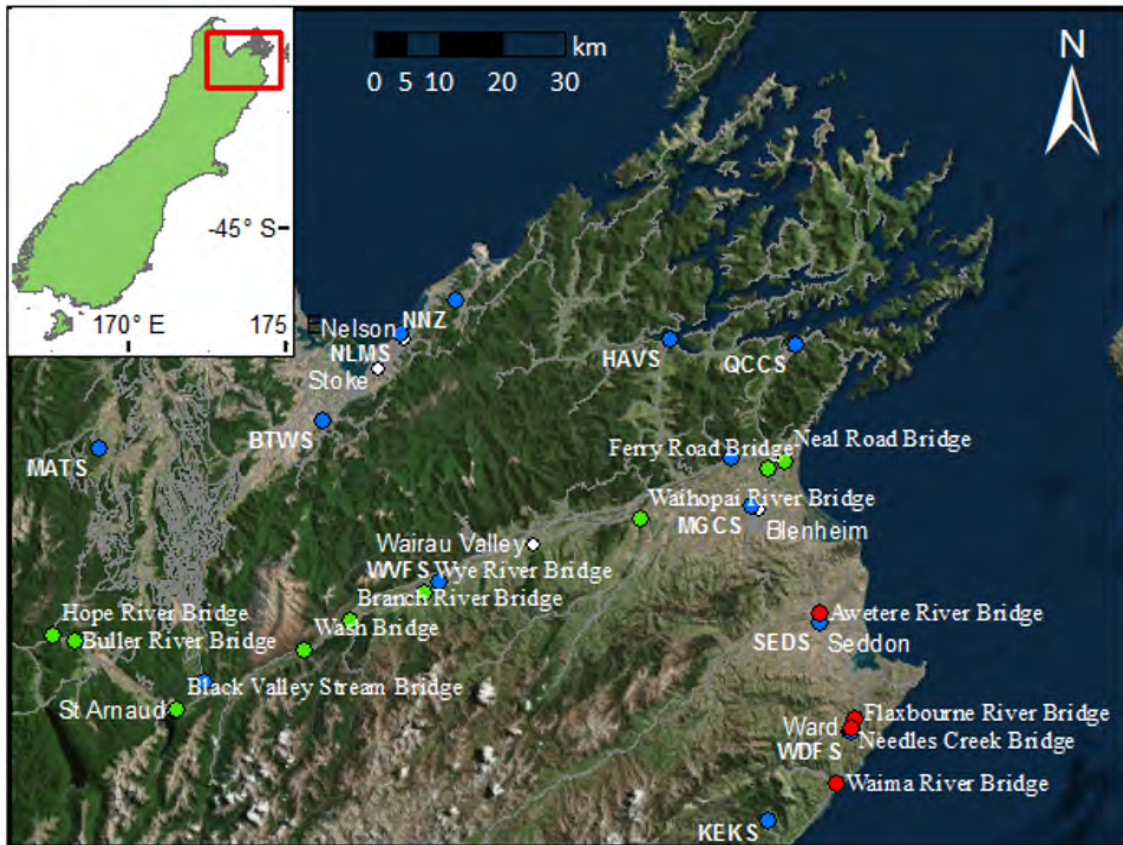 km
0 5 10 20 30
N
-45° S
170° E
175 E
Nelson
NNZ
NLMS
Stoke
BTWS
MATS
HAVS
QCCS
Ferry Road Bridge
Neal Road Bridge
Waihopai River Bridge
MGCS
Blenheim
Wairau Valley
WVFS
Wye River Bridge
Branch River Bridge
Wash Bridge
Hope River Bridge
Buller River Bridge
Black Valley Stream Bridge
St Arnaud
Awetere River Bridge
SEDS
Seddon
Flaxbourne River Bridge
Ward
Needles Creek Bridge
WDFS
Waima River Bridge
KEKS